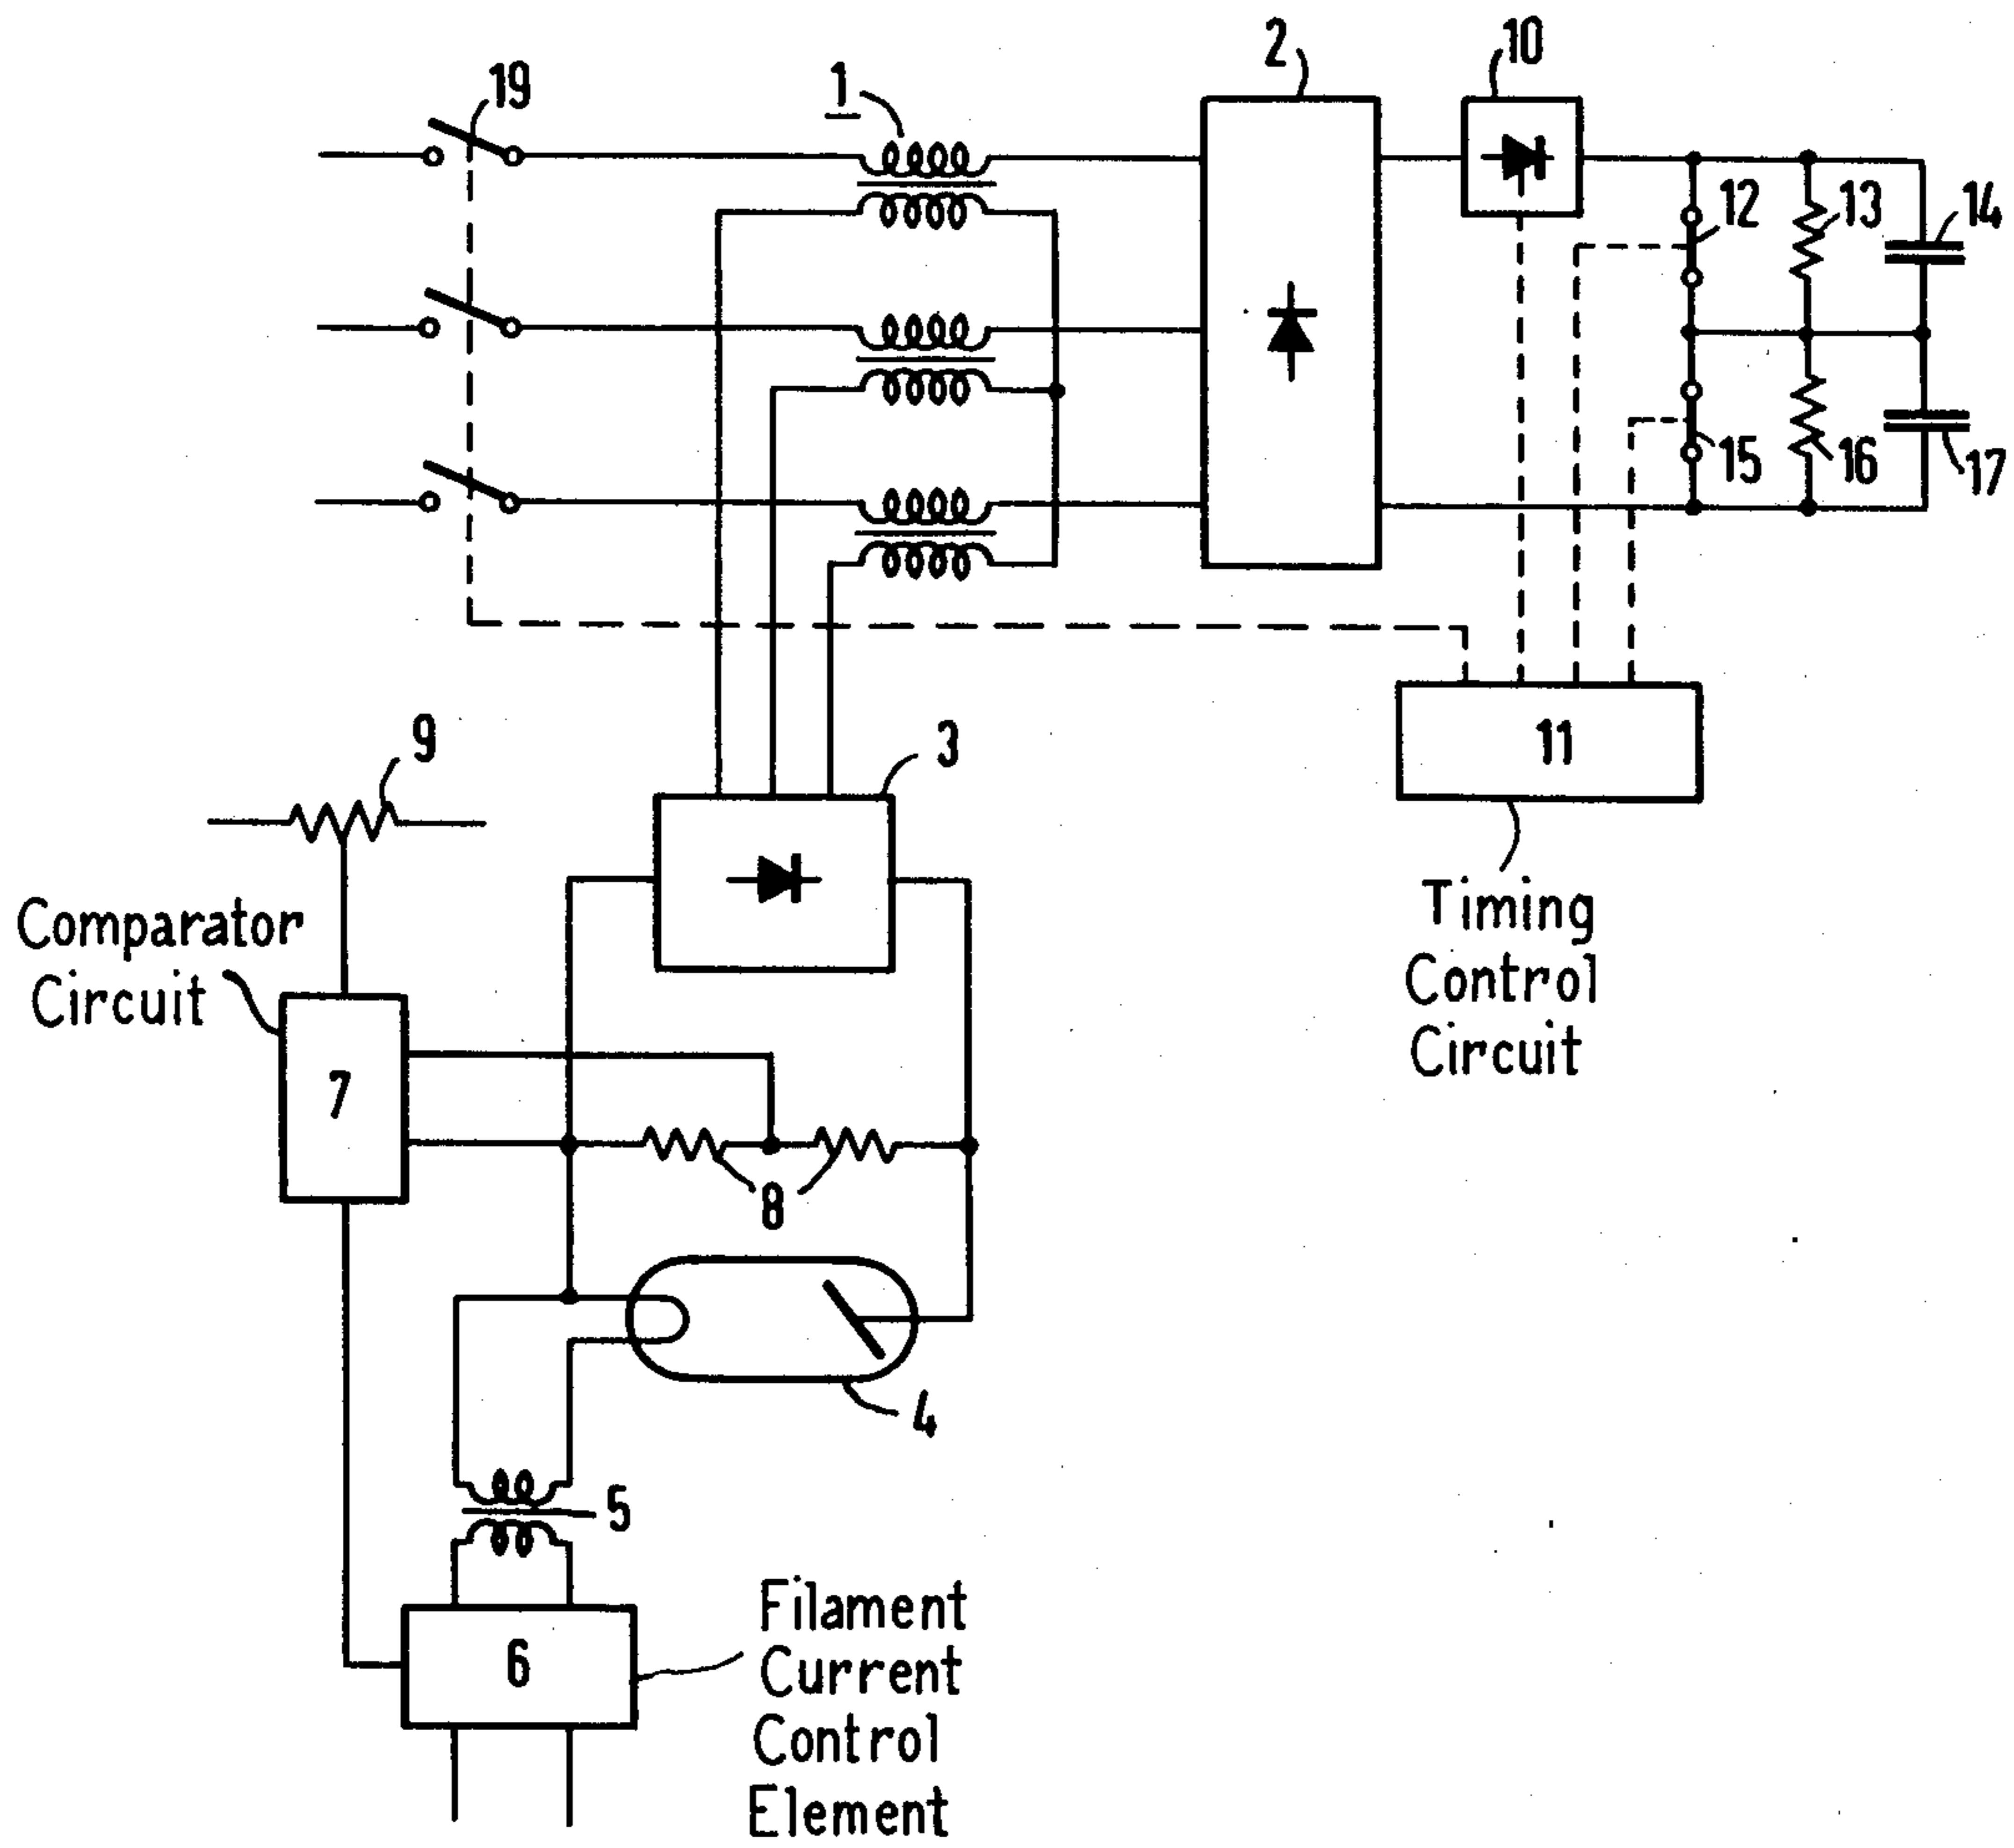 19
1
2
10
12
13
14
15
16
17
11
Timing
Control
Circuit
9
3
Comparator
Circuit
7
8
4
5
6
Filament
Current
Control
Element